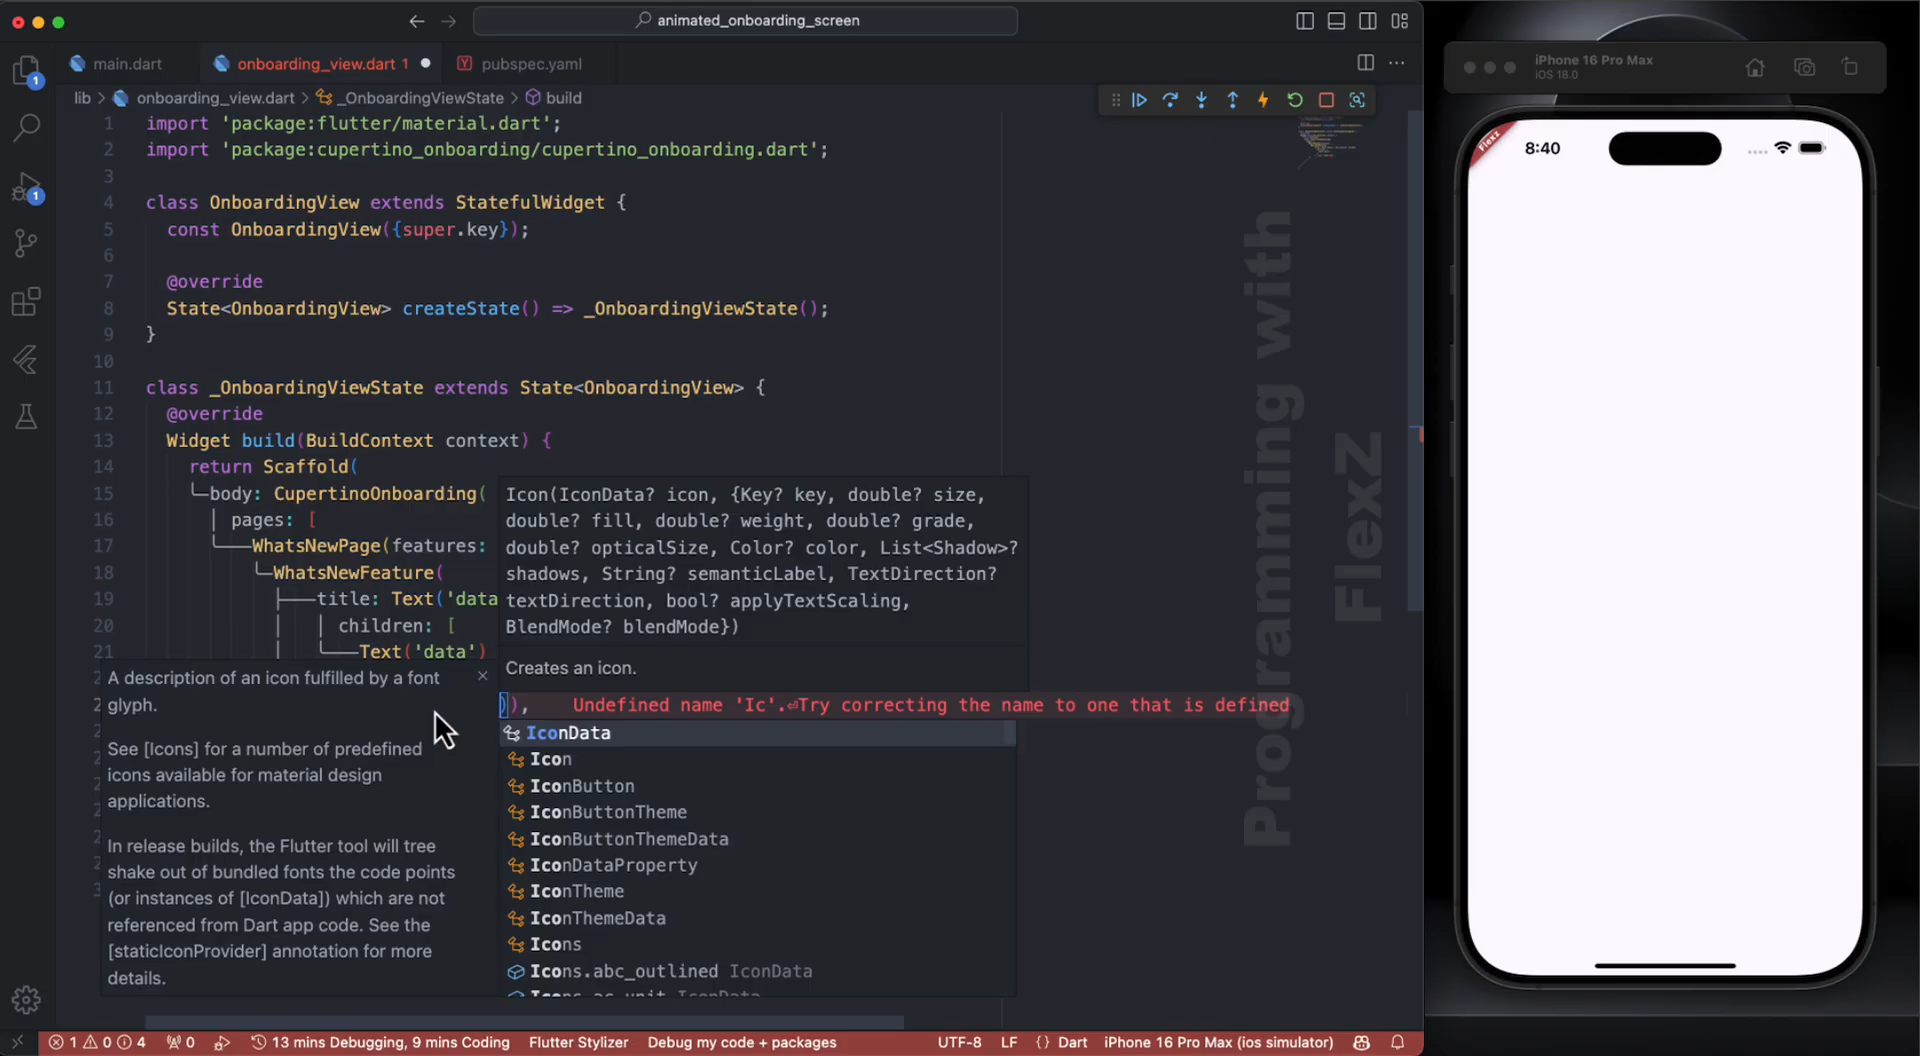 animated_onboarding_screen
main.dart
onboarding_view.dart 1
pubspec.yaml
lib > onboarding_view.dart > _OnboardingViewState > build
1 import 'package:flutter/material.dart';
2 import 'package:cupertino_onboarding/cupertino_onboarding.dart';
3
4 class OnboardingView extends StatefulWidget {
5 const OnboardingView({super.key});
6
7 @override
8 State<OnboardingView> createState() => _OnboardingViewState();
9 }
10
11 class _OnboardingViewState extends State<OnboardingView> {
12 @override
13 Widget build(BuildContext context) {
14 return Scaffold(
15 body: CupertinoOnboarding(
16 pages: [
17 WhatsNewPage(features:
18 WhatsNewFeature(
19 title: Text('data
20 children: [
21 Text('data')
Icon(IconData? icon, {Key? key, double? size,
double? fill, double? weight, double? grade,
double? opticalSize, Color? color, List<Shadow>?
shadows, String? semanticLabel, TextDirection?
textDirection, bool? applyTextScaling,
BlendMode? blendMode})
Creates an icon.
)), Undefined name 'Ic'.⏎Try correcting the name to one that is defined
IconData
Icon
IconButton
IconButtonTheme
IconButtonThemeData
IconDataProperty
IconTheme
IconThemeData
Icons
Icons.abc_outlined IconData
Icons.ac_unit IconData
A description of an icon fulfilled by a font
glyph.
See [Icons] for a number of predefined
icons available for material design
applications.
In release builds, the Flutter tool will tree
shake out of bundled fonts the code points
(or instances of [IconData]) which are not
referenced from Dart app code. See the
[staticIconProvider] annotation for more
details.
Programming with
FlexZ
1
1
1 0 4
0
13 mins Debugging, 9 mins Coding
Flutter Stylizer
Debug my code + packages
UTF-8
LF
{} Dart
iPhone 16 Pro Max (ios simulator)
iPhone 16 Pro Max
iOS 18.0
Flexz
8:40